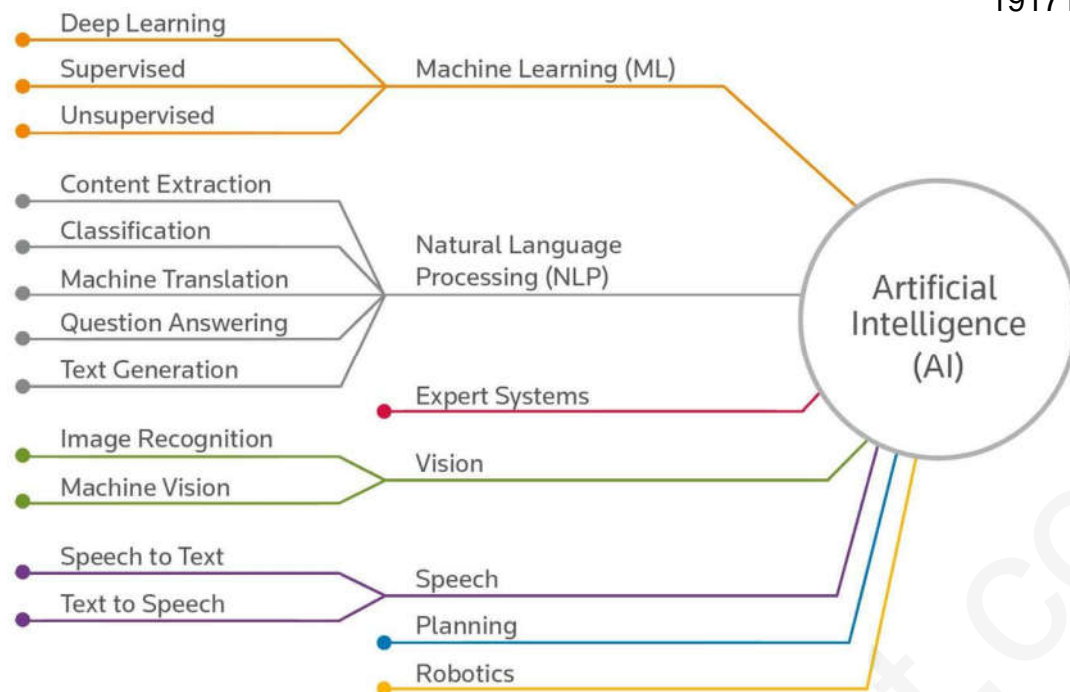 1917
Deep Learning
Supervised
Unsupervised
Machine Learning (ML)
Content Extraction
Classification
Machine Translation
Question Answering
Text Generation
Natural Language
Processing (NLP)
Expert Systems
Image Recognition
Machine Vision
Vision
Speech to Text
Text to Speech
Speech
Planning
Robotics
Artificial
Intelligence
(AI)